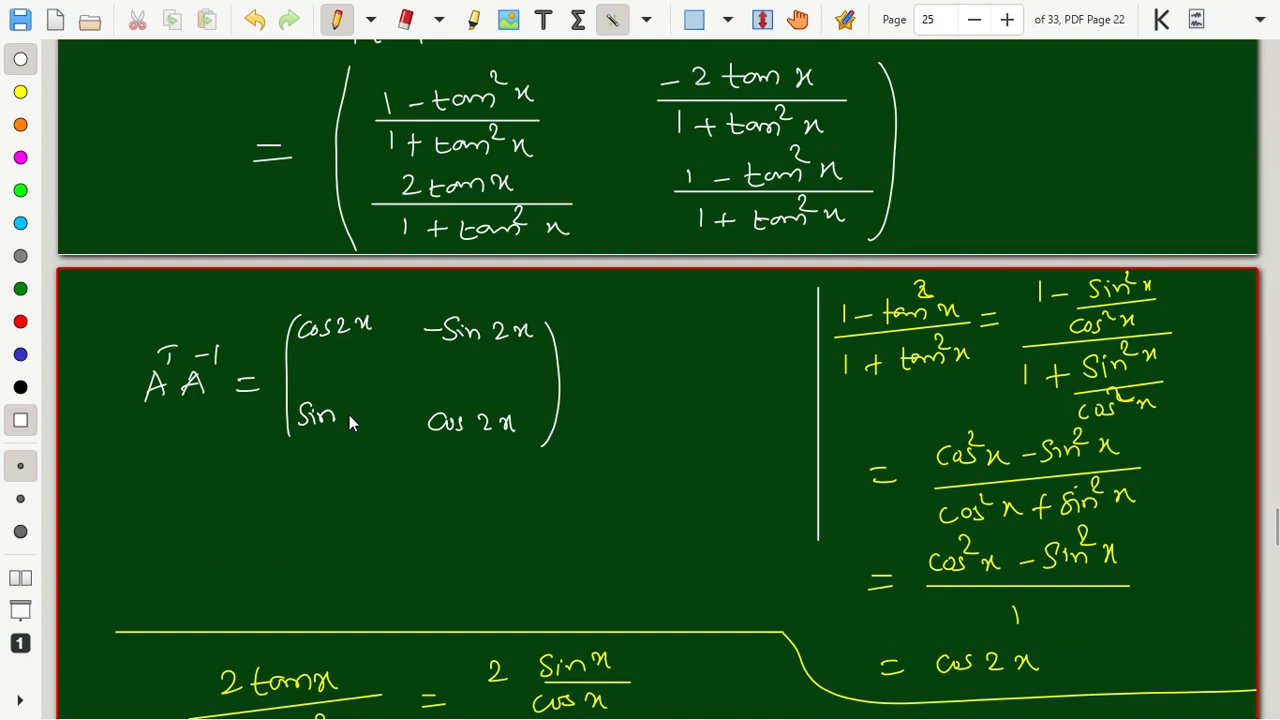 Page 25 of 33, PDF Page 22
= ( (1 - tan²x)/(1 + tan²x)   (-2 tan x)/(1 + tan²x)
(2 tan x)/(1 + tan²x)   (1 - tan²x)/(1 + tan²x) )
Aᵀ A⁻¹ = ( cos 2x   -Sin 2x
Sin   Cos 2x )
(1 - tan²x)/(1 + tan²x) = (1 - Sin²x/cos²x)/(1 + Sin²x/cos²x)
= (cos²x - Sin²x)/(cos²x + Sin²x)
= (cos²x - Sin²x)/1
= cos 2x
2 tan x = 2 Sin x/cos x
1